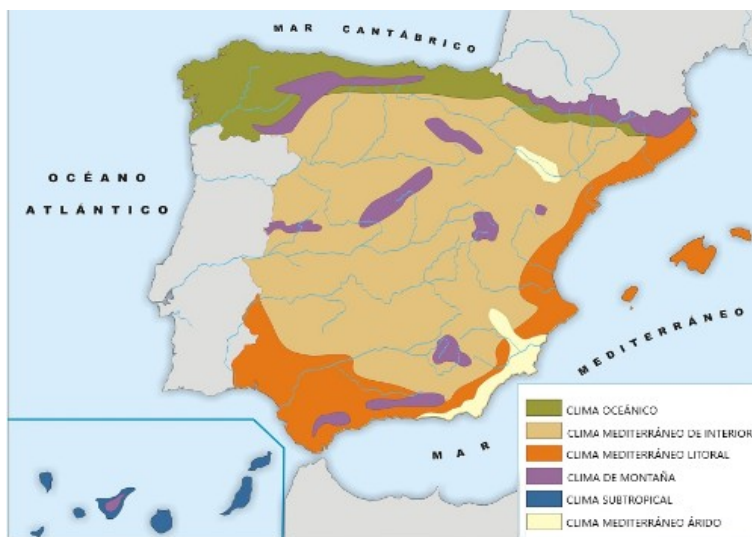 MAR CANTÁBRICO
OCÉANO
ATLÁNTICO
MEDITERRÁNEO
MAR
CLIMA OCEÁNICO
CLIMA MEDITERRÁNEO DE INTERIOR
CLIMA MEDITERRÁNEO LITORAL
CLIMA DE MONTAÑA
CLIMA SUBTROPICAL
CLIMA MEDITERRÁNEO ÁRIDO